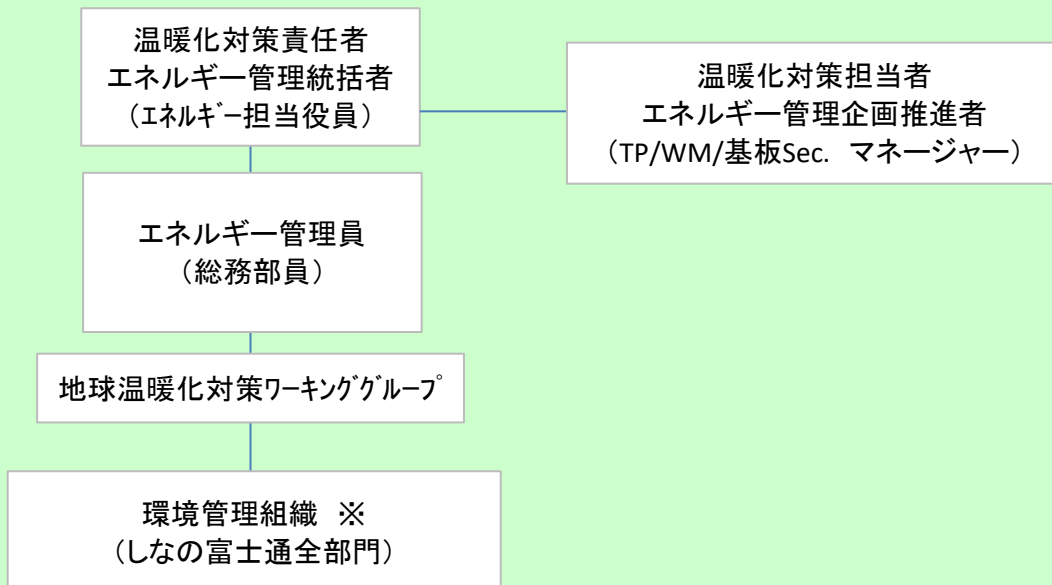 温暖化対策責任者
エネルギー管理統括者
（ｴﾈﾙｷﾞｰ担当役員）
温暖化対策担当者
エネルギー管理企画推進者
（TP/WM/基板Sec.　マネージャー）
エネルギー管理員
（総務部員）
地球温暖化対策ﾜｰｷﾝｸﾞｸﾞﾙｰﾌﾟ
環境管理組織　※
（しなの富士通全部門）